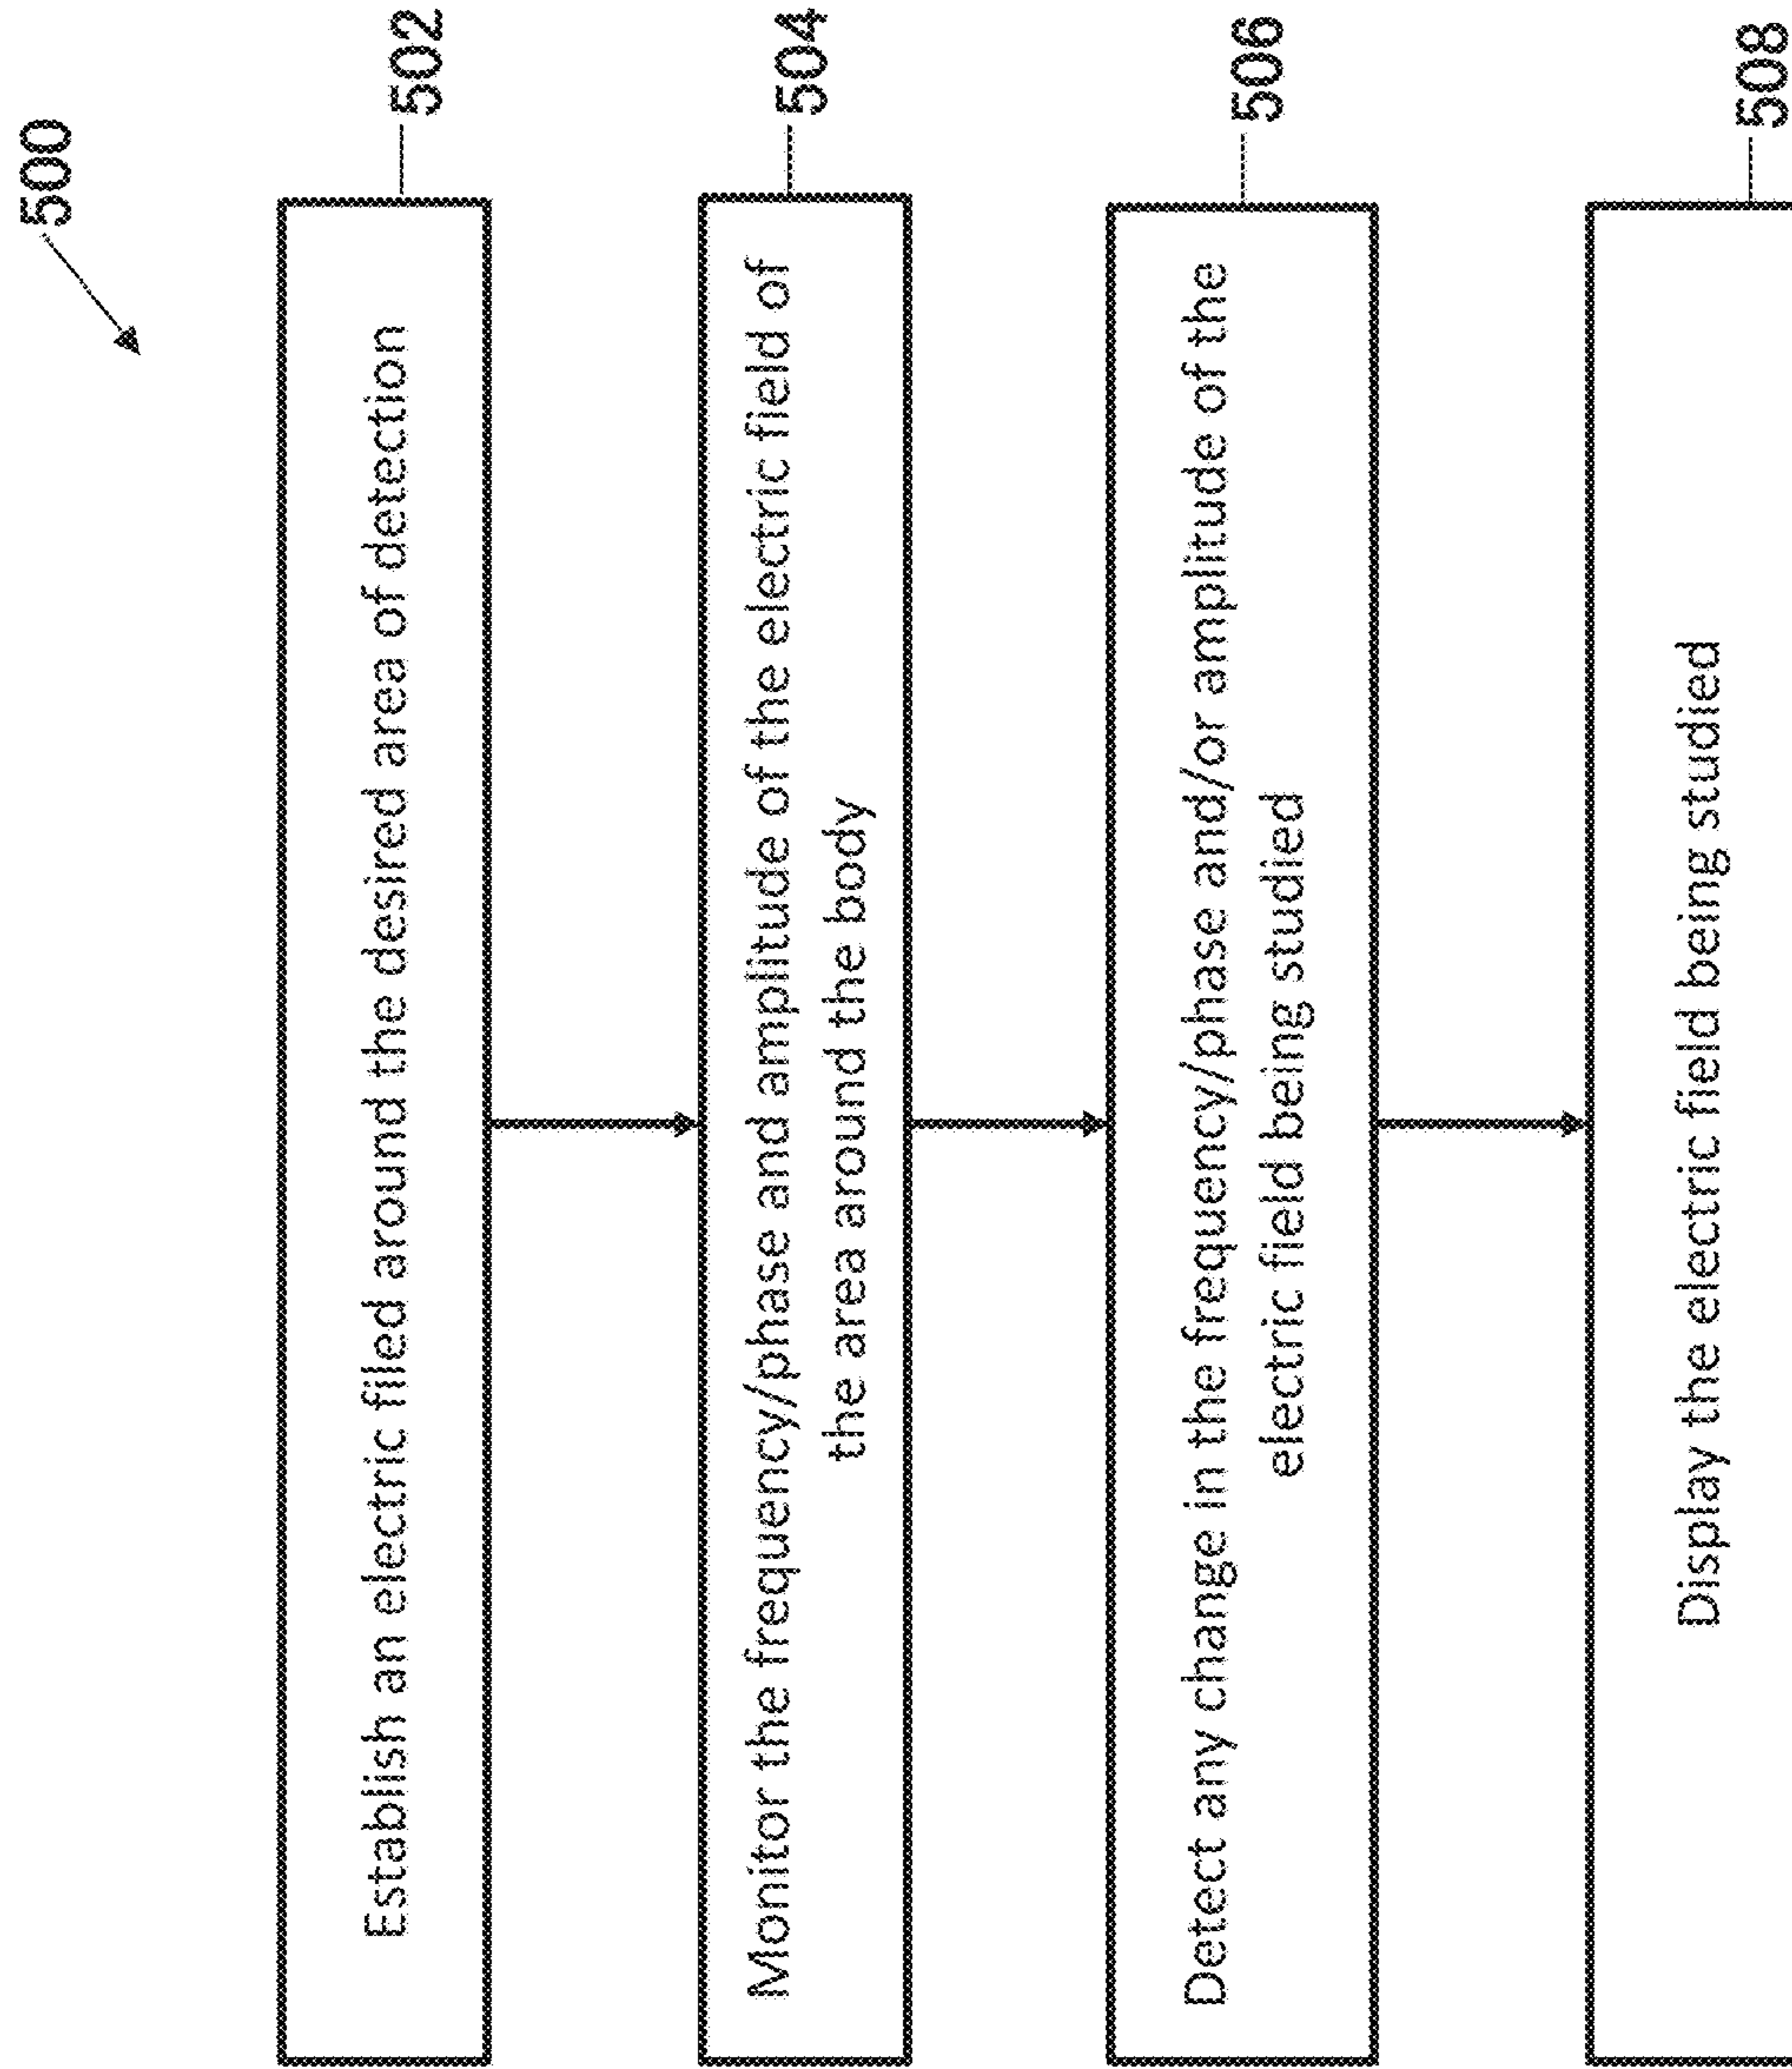 500
Establish an electric filed around the desired area of detection
502
Monitor the frequency/phase and amplitude of the electric field of
the area around the body
504
Detect any change in the frequency/phase and/or amplitude of the
electric field being studied
506
Display the electric field being studied
508